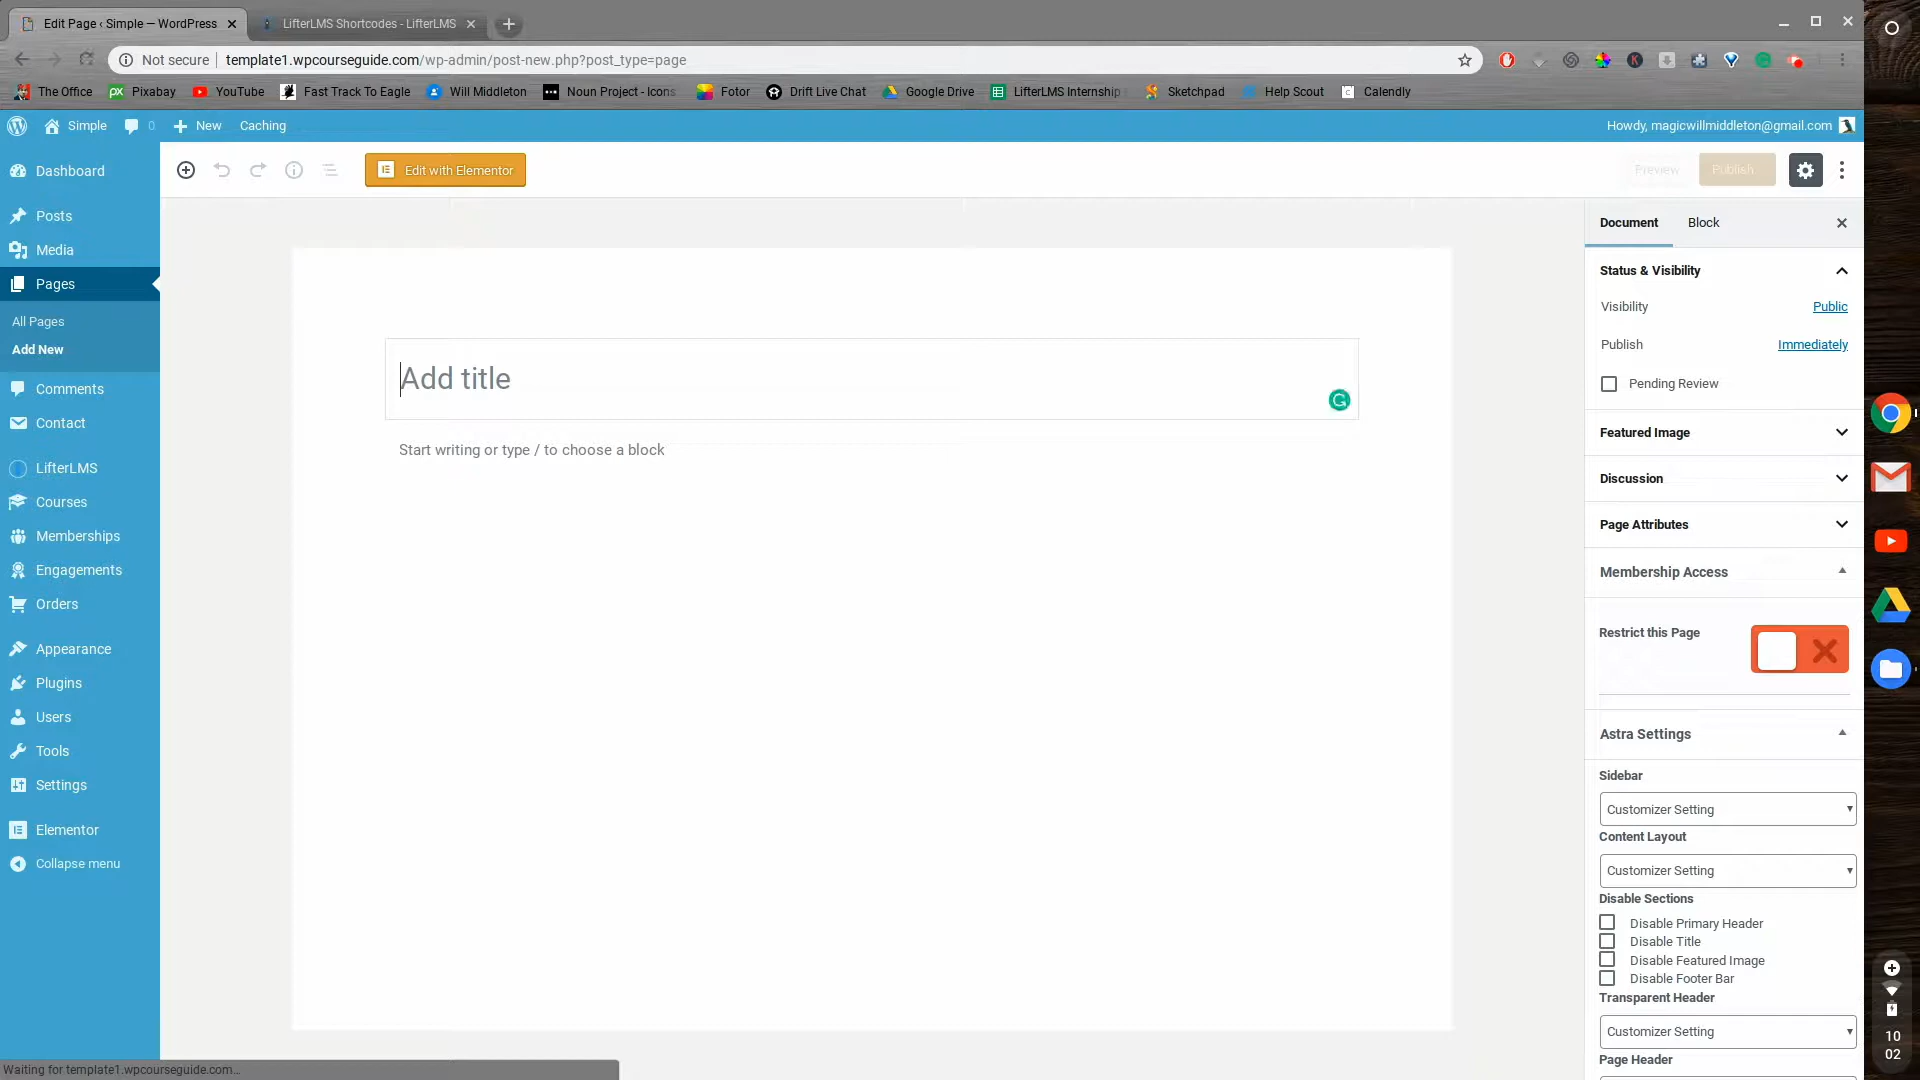 Edit Page ‹ Simple — WordPress
LifterLMS Shortcodes - LifterLMS
Not secure
template1.wpcourseguide.com/wp-admin/post-new.php?post_type=page
The Office
Pixabay
YouTube
Fast Track To Eagle
Will Middleton
Noun Project - Icons
Fotor
Drift Live Chat
Google Drive
LifterLMS Internship
Sketchpad
Help Scout
Calendly
Simple
0
New
Caching
Howdy, magicwillmiddleton@gmail.com
Dashboard
Posts
Media
Pages
All Pages
Add New
Comments
Contact
LifterLMS
Courses
Memberships
Engagements
Orders
Appearance
Plugins
Users
Tools
Settings
Elementor
Collapse menu
Edit with Elementor
Preview
Publish
Add title
Start writing or type / to choose a block
Document
Block
Status & Visibility
Visibility
Public
Publish
Immediately
Pending Review
Featured Image
Discussion
Page Attributes
Membership Access
Restrict this Page
Astra Settings
Sidebar
Customizer Setting
Content Layout
Customizer Setting
Disable Sections
Disable Primary Header
Disable Title
Disable Featured Image
Disable Footer Bar
Transparent Header
Customizer Setting
Page Header
Waiting for template1.wpcourseguide.com...
10
02